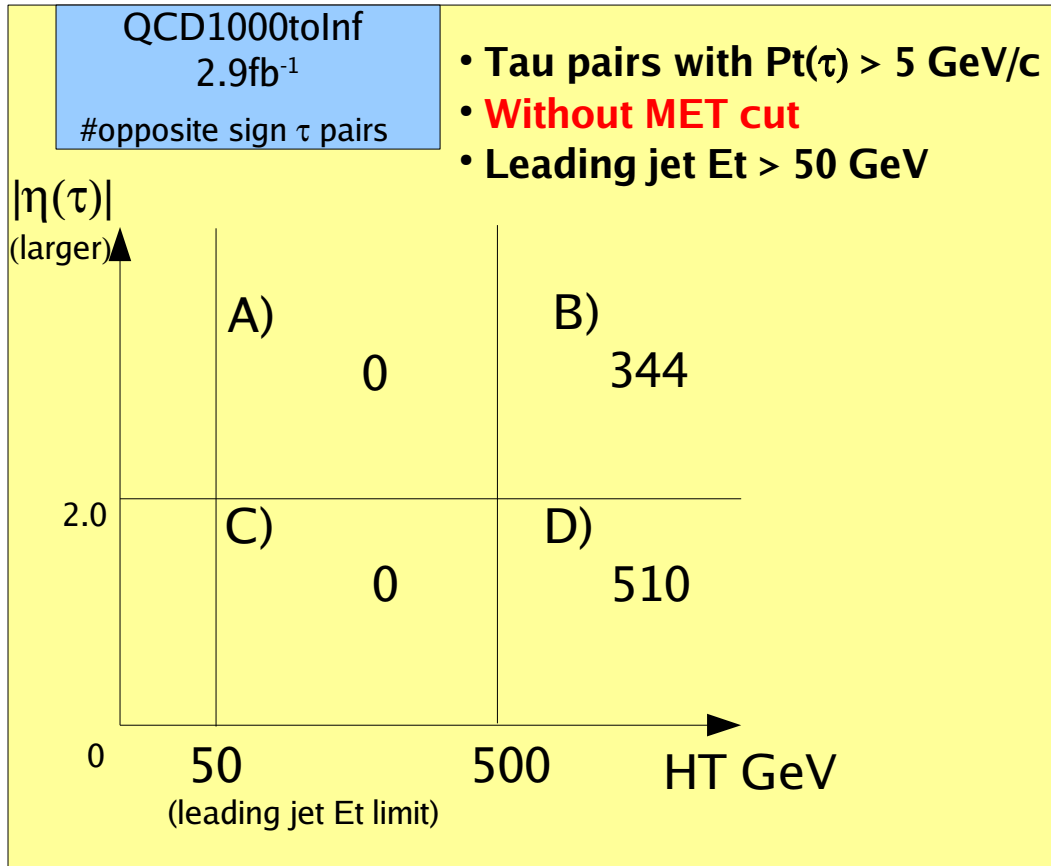 QCD1000toInf
2.9fb⁻¹
#opposite sign τ pairs
• Tau pairs with Pt(τ) > 5 GeV/c
• Without MET cut
• Leading jet Et > 50 GeV
|η(τ)|
(larger)
A)
B)
0
344
2.0
C)
D)
0
510
0
50
500
HT GeV
(leading jet Et limit)